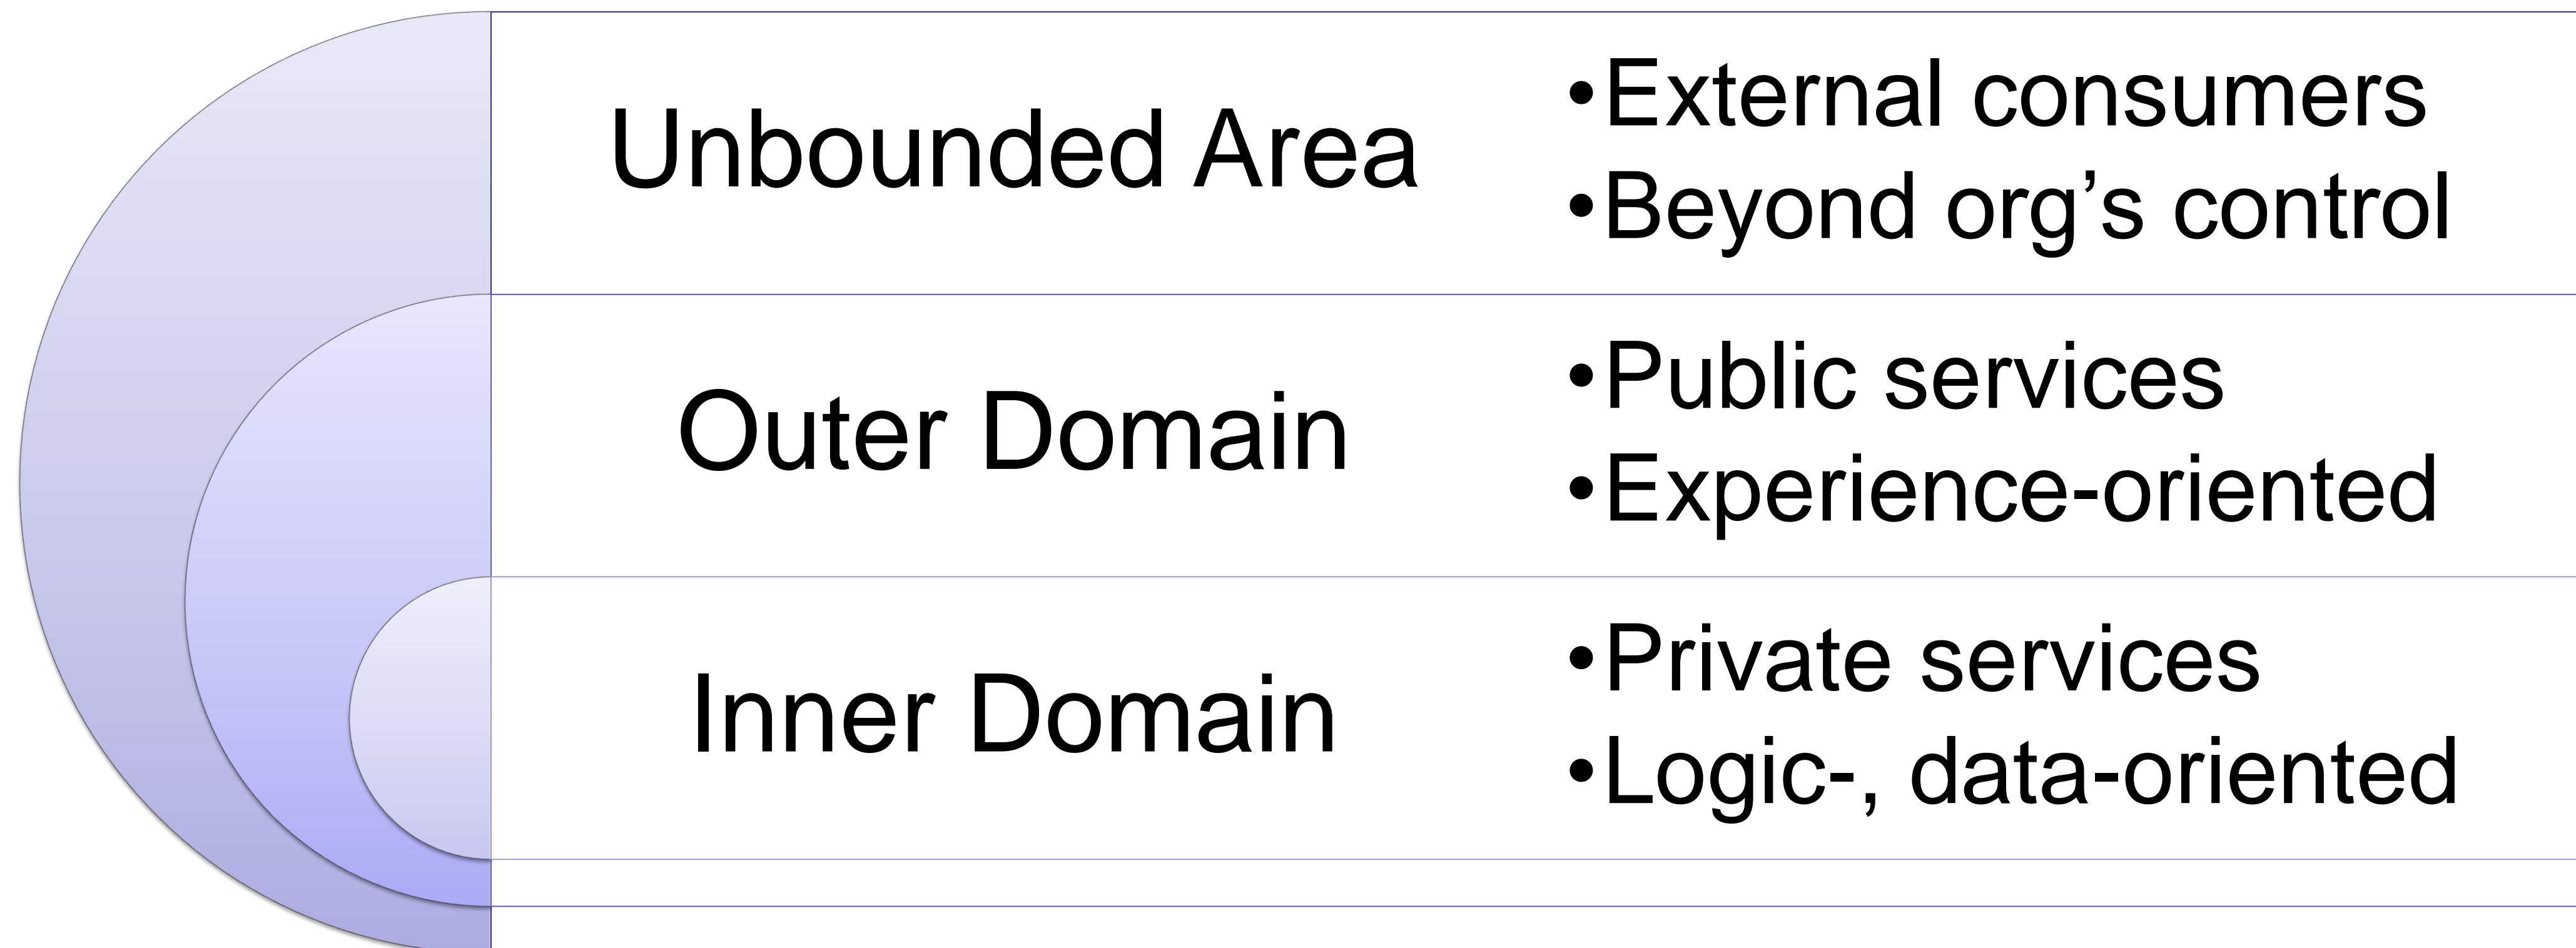 Unbounded Area
•External consumers
•Beyond org’s control
Outer Domain
•Public services
•Experience-oriented
Inner Domain
•Private services
•Logic-, data-oriented